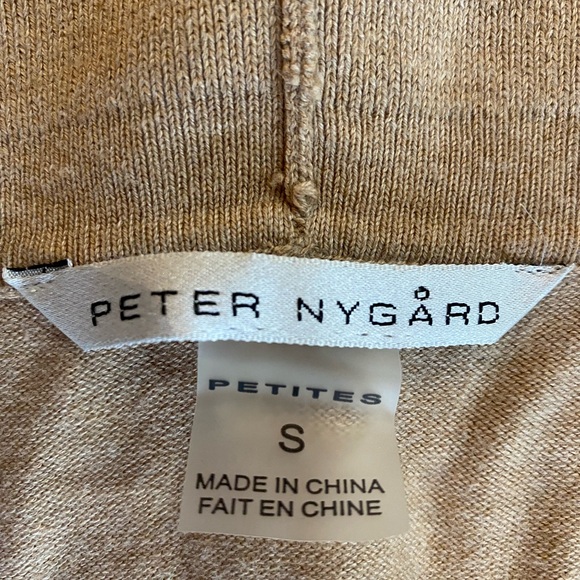 PETER NYGÅRD
PETITES
S
MADE IN CHINA
FAIT EN CHINE